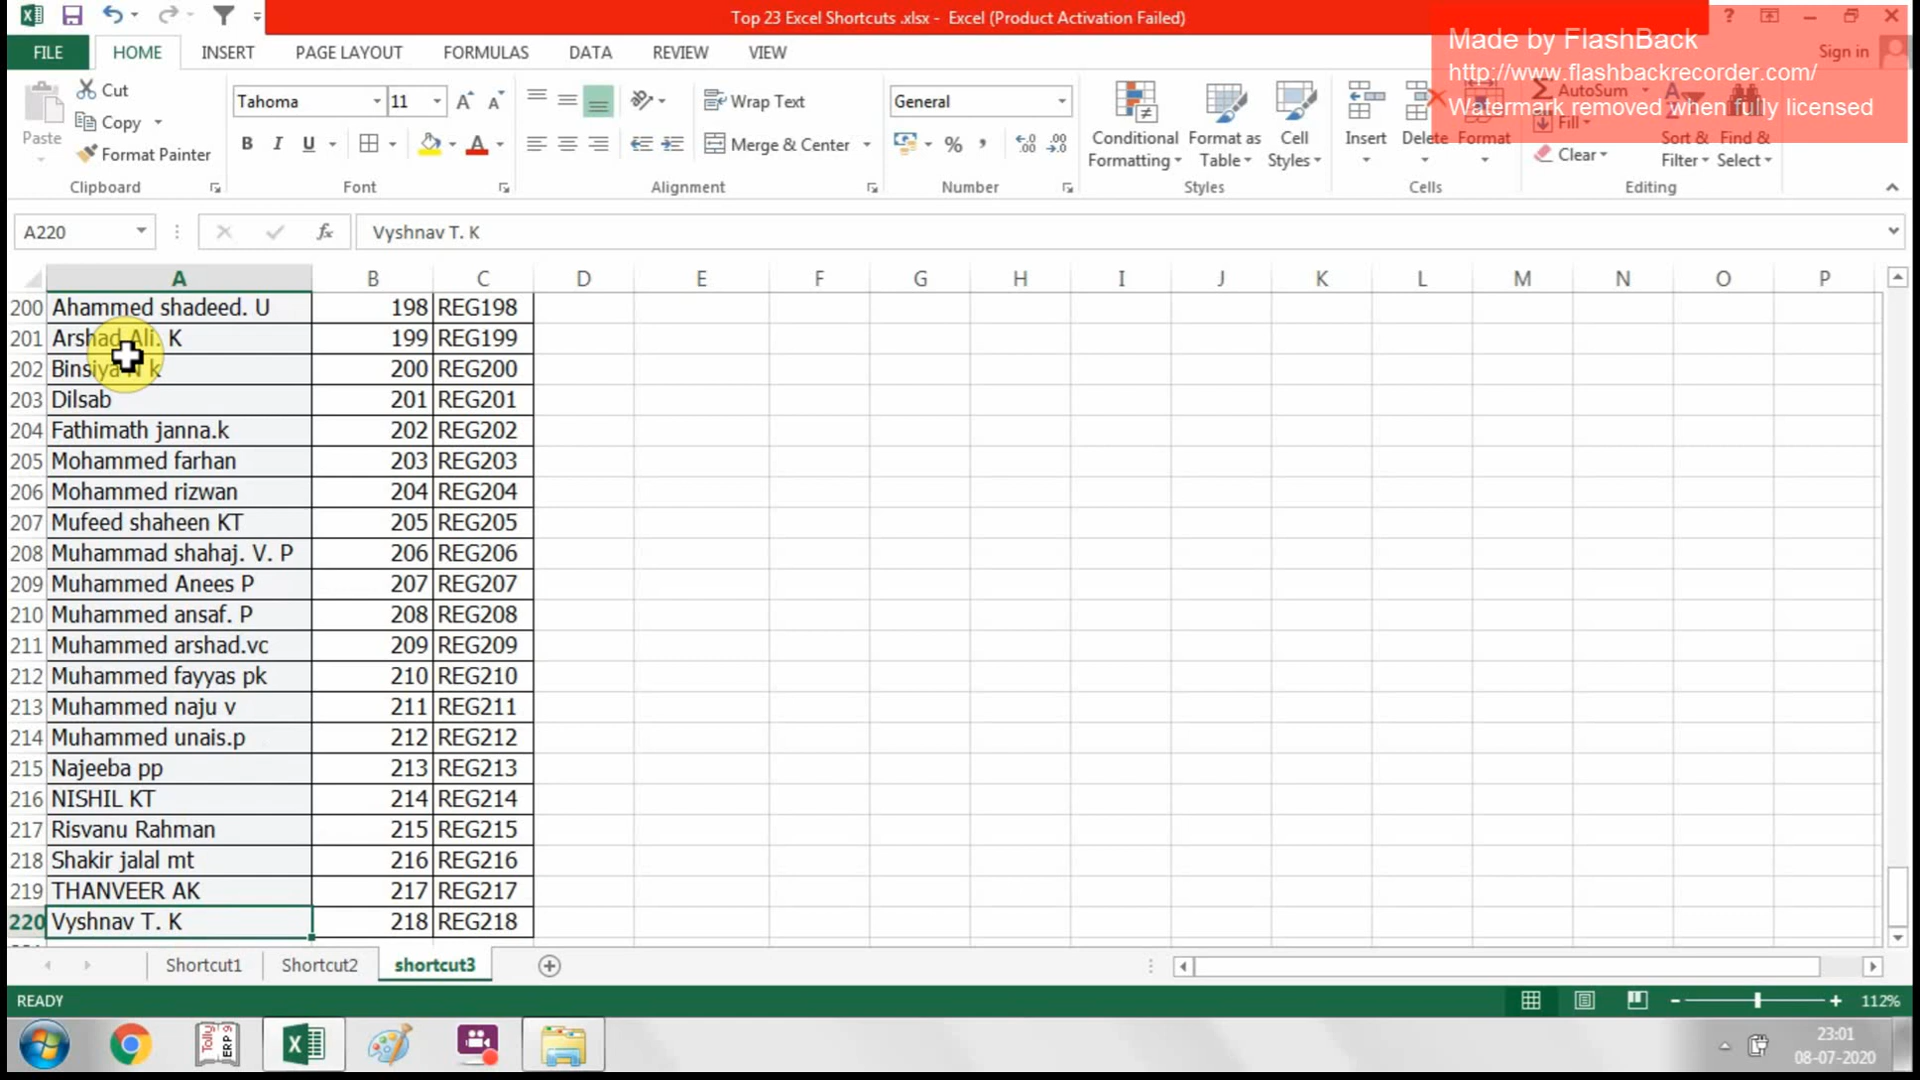 Top 23 Excel Shortcuts .xlsx - Excel (Product Activation Failed)
Made by FlashBack
http://www.flashbackrecorder.com/
Watermark removed when fully licensed
FILE HOME INSERT PAGE LAYOUT FORMULAS DATA REVIEW VIEW Sign in
Paste
Cut
Copy
Format Painter
Clipboard
Tahoma 11
B I U
Font
Wrap Text
Merge & Center
Alignment
General
%
Number
Conditional Formatting
Format as Table
Cell Styles
Styles
Insert Delete Format
Cells
AutoSum
Fill
Clear
Sort & Filter
Find & Select
Editing
A220 fx Vyshnav T. K
A B C D E F G H I J K L M N O P
200 Ahammed shadeed. U 198 REG198
201 Arshad Ali. K 199 REG199
202 Binsiya N k 200 REG200
203 Dilsab 201 REG201
204 Fathimath janna.k 202 REG202
205 Mohammed farhan 203 REG203
206 Mohammed rizwan 204 REG204
207 Mufeed shaheen KT 205 REG205
208 Muhammad shahaj. V. P 206 REG206
209 Muhammed Anees P 207 REG207
210 Muhammed ansaf. P 208 REG208
211 Muhammed arshad.vc 209 REG209
212 Muhammed fayyas pk 210 REG210
213 Muhammed naju v 211 REG211
214 Muhammed unais.p 212 REG212
215 Najeeba pp 213 REG213
216 NISHIL KT 214 REG214
217 Risvanu Rahman 215 REG215
218 Shakir jalal mt 216 REG216
219 THANVEER AK 217 REG217
220 Vyshnav T. K 218 REG218
Shortcut1 Shortcut2 shortcut3
READY 112%
Tally ERP 9
23:01
08-07-2020